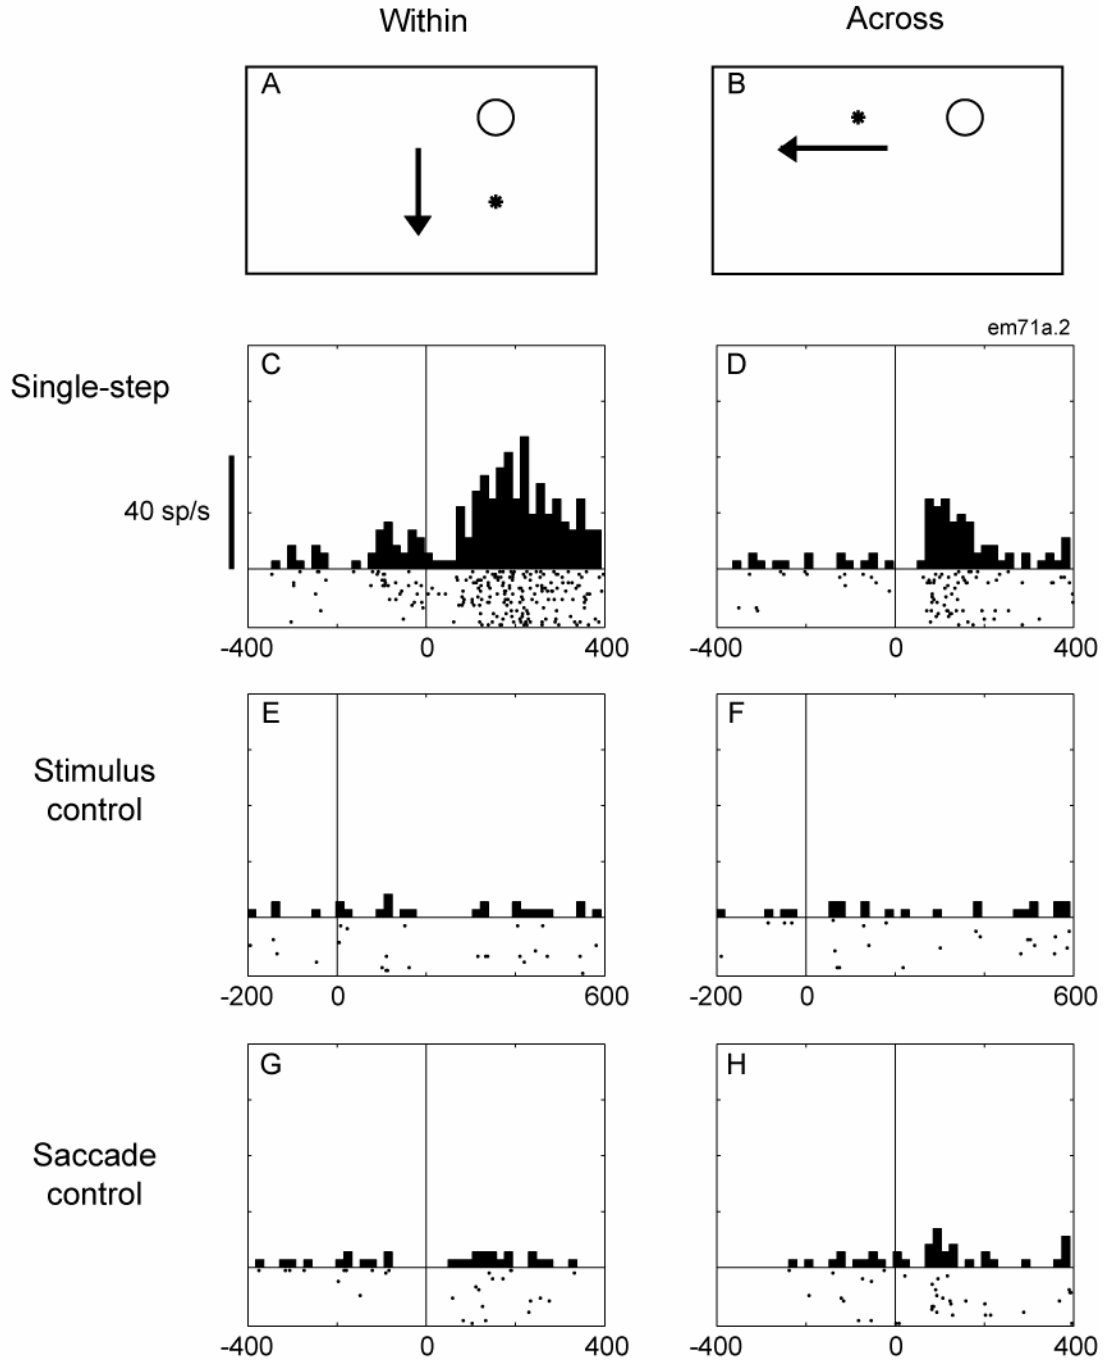 Within Across
A B
em71a.2
C D
Single-step
40 sp/s
-400 0 400 -400 0 400
E F
Stimulus
control
-200 0 600 -200 0 600
G H
Saccade
control
-400 0 400 -400 0 400